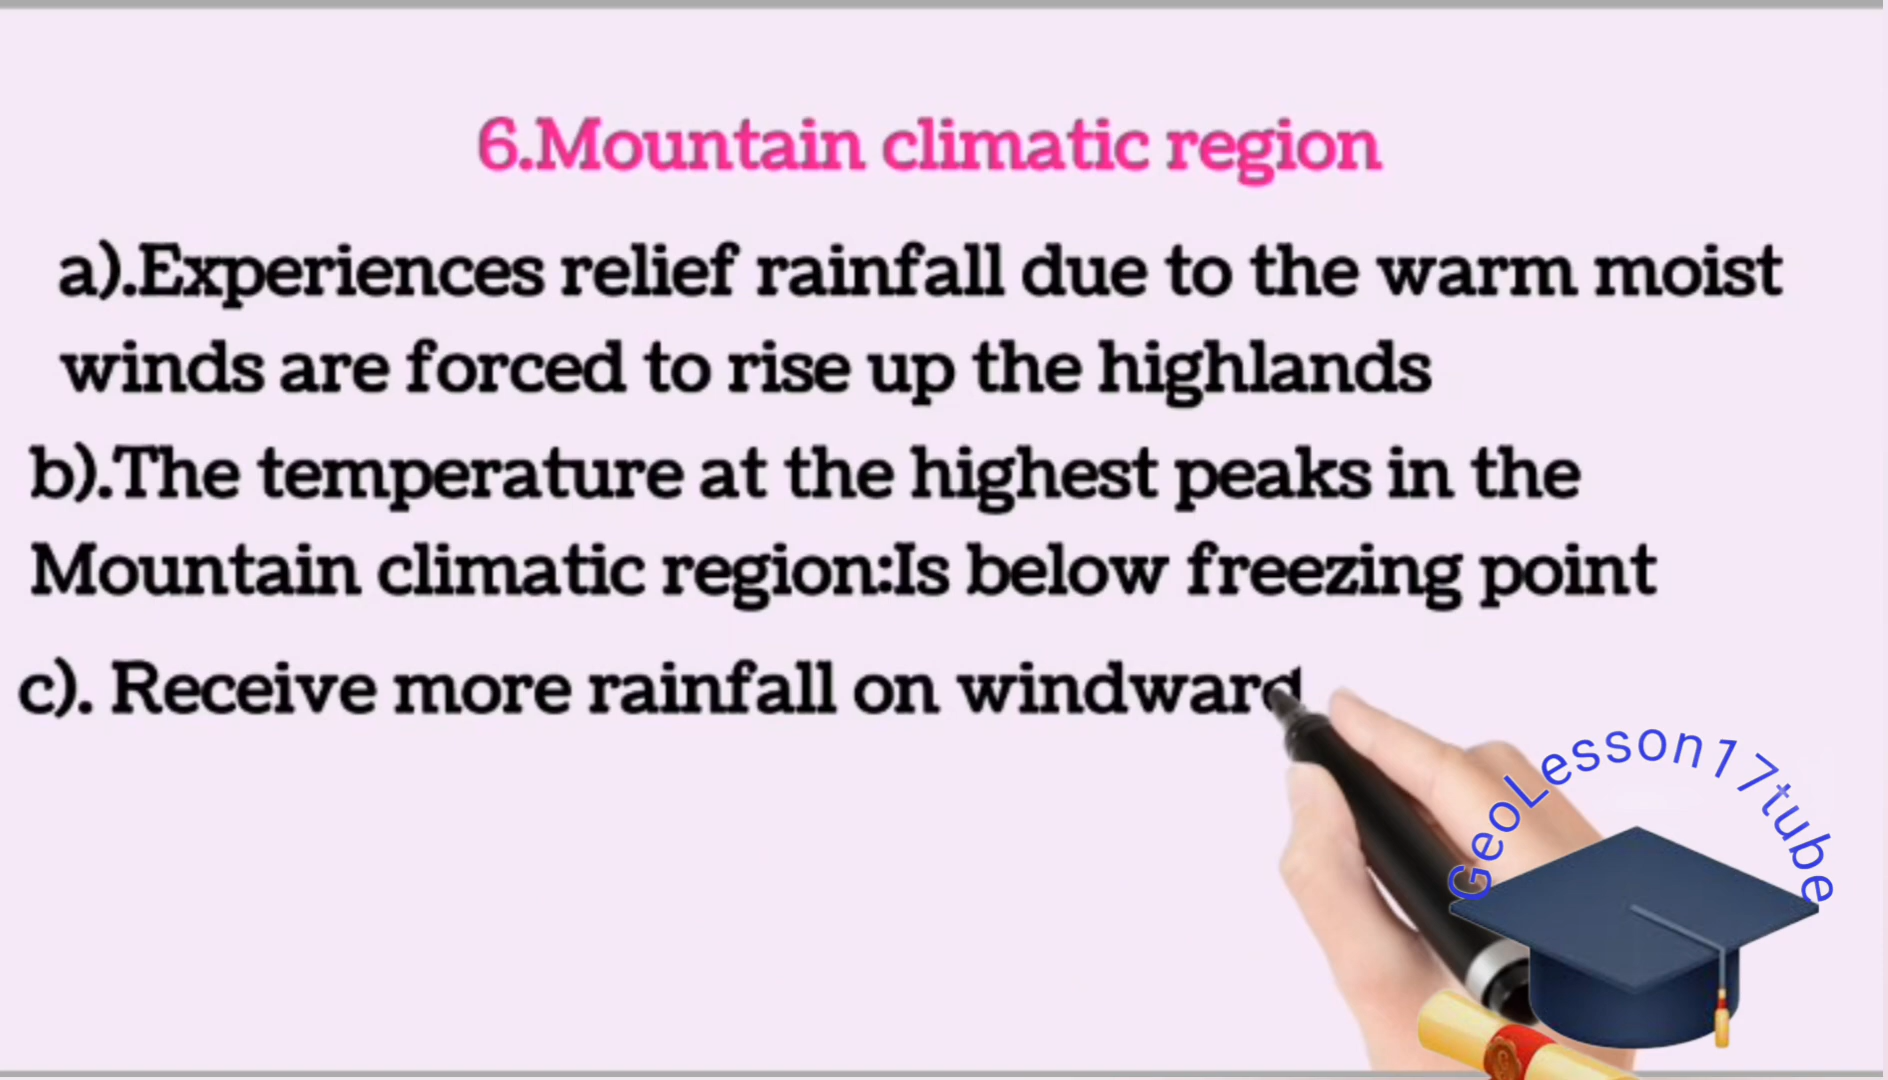 6.Mountain climatic region
a).Experiences relief rainfall due to the warm moist
winds are forced to rise up the highlands
b).The temperature at the highest peaks in the
Mountain climatic region:Is below freezing point
c). Receive more rainfall on windward
GeoLesson17tube